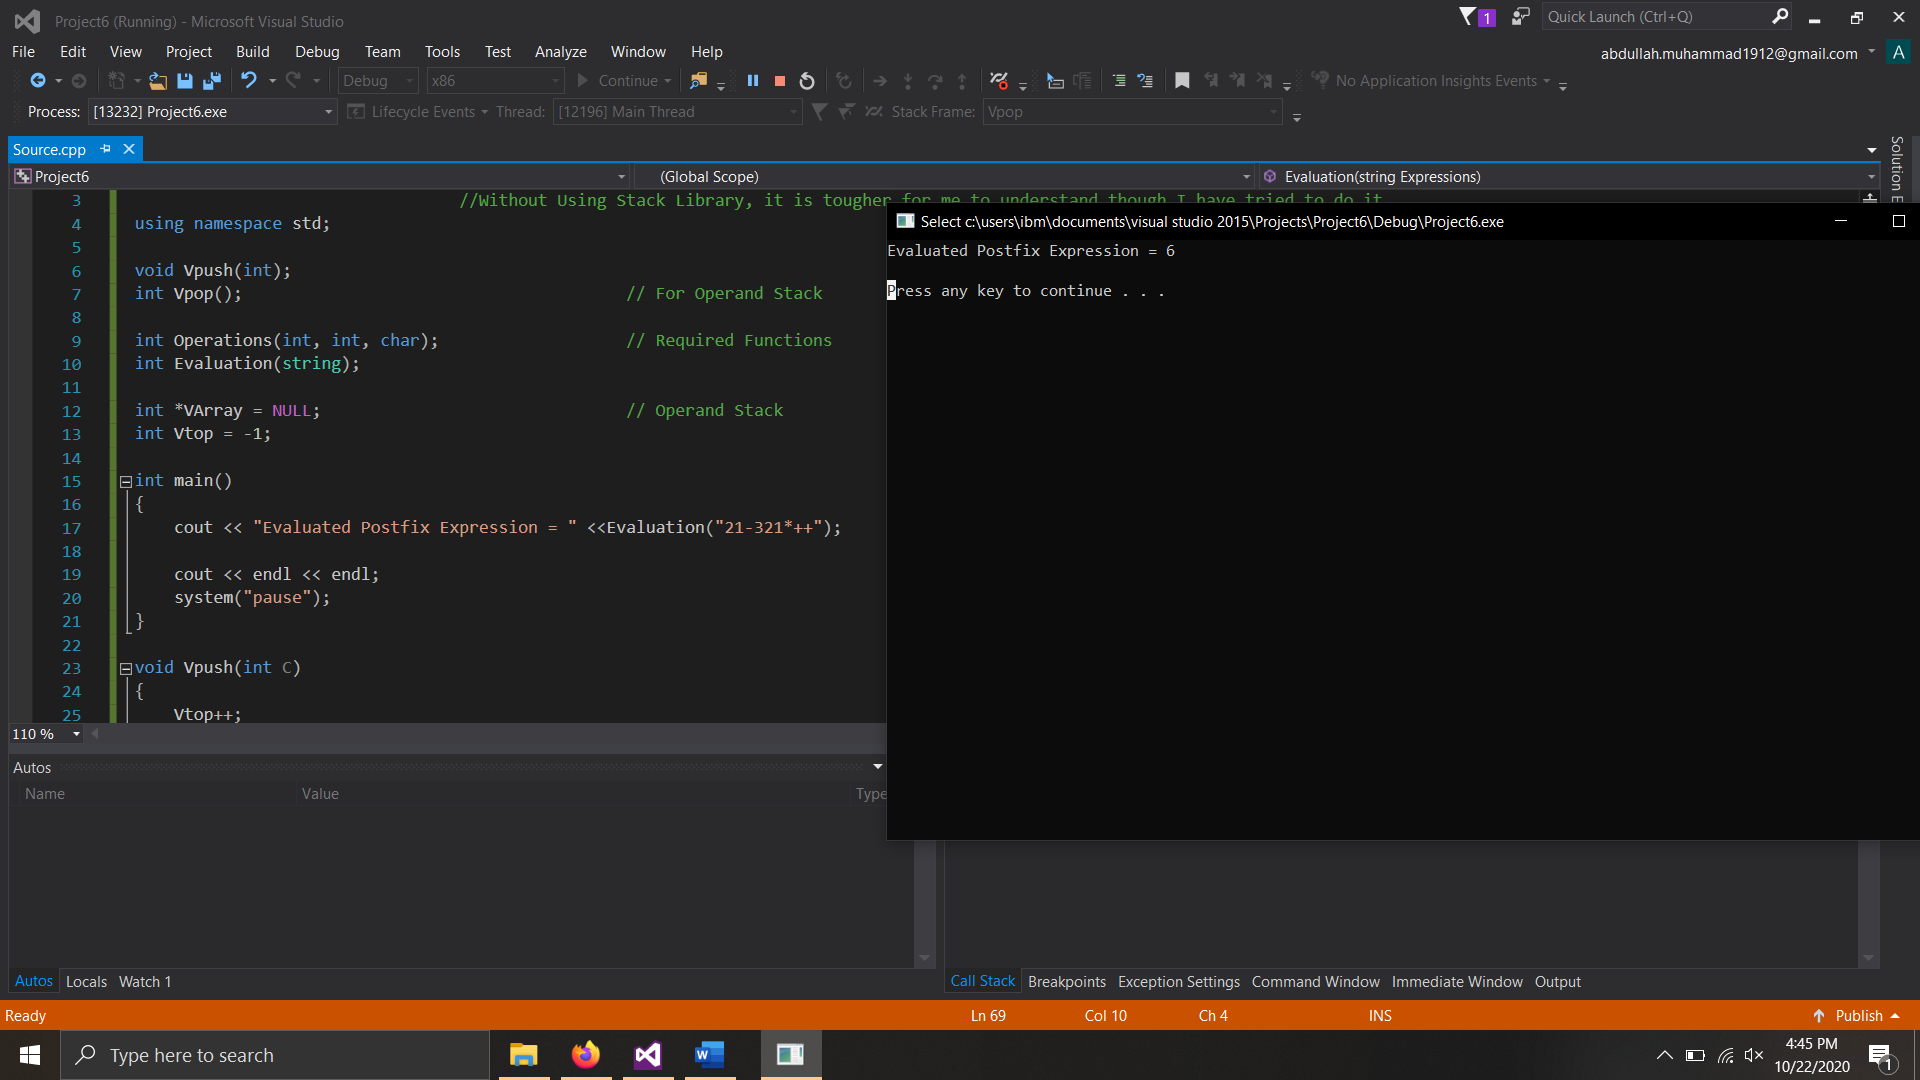 Project6 (Running) - Microsoft Visual Studio
1
Quick Launch (Ctrl+Q)
File Edit View Project Build Debug Team Tools Test Analyze Window Help
abdullah.muhammad1912@gmail.com A
Debug x86 Continue No Application Insights Events
Process: [13232] Project6.exe Lifecycle Events Thread: [12196] Main Thread Stack Frame: Vpop
Source.cpp
Project6 (Global Scope) Evaluation(string Expressions)
Solution E
3 //Without Using Stack Library, it is tougher for me to understand though I have tried to do it
4 using namespace std;
5
6 void Vpush(int);
7 int Vpop(); // For Operand Stack
8
9 int Operations(int, int, char); // Required Functions
10 int Evaluation(string);
11
12 int *VArray = NULL; // Operand Stack
13 int Vtop = -1;
14
15 int main()
16 {
17 cout << "Evaluated Postfix Expression = " <<Evaluation("21-321*++");
18
19 cout << endl << endl;
20 system("pause");
21 }
22
23 void Vpush(int C)
24 {
25 Vtop++;
110 %
Select c:\users\ibm\documents\visual studio 2015\Projects\Project6\Debug\Project6.exe
Evaluated Postfix Expression = 6
Press any key to continue . . .
Autos
Name Value Type
Autos Locals Watch 1
Call Stack Breakpoints Exception Settings Command Window Immediate Window Output
Ready Ln 69 Col 10 Ch 4 INS Publish
Type here to search
4:45 PM
10/22/2020
1